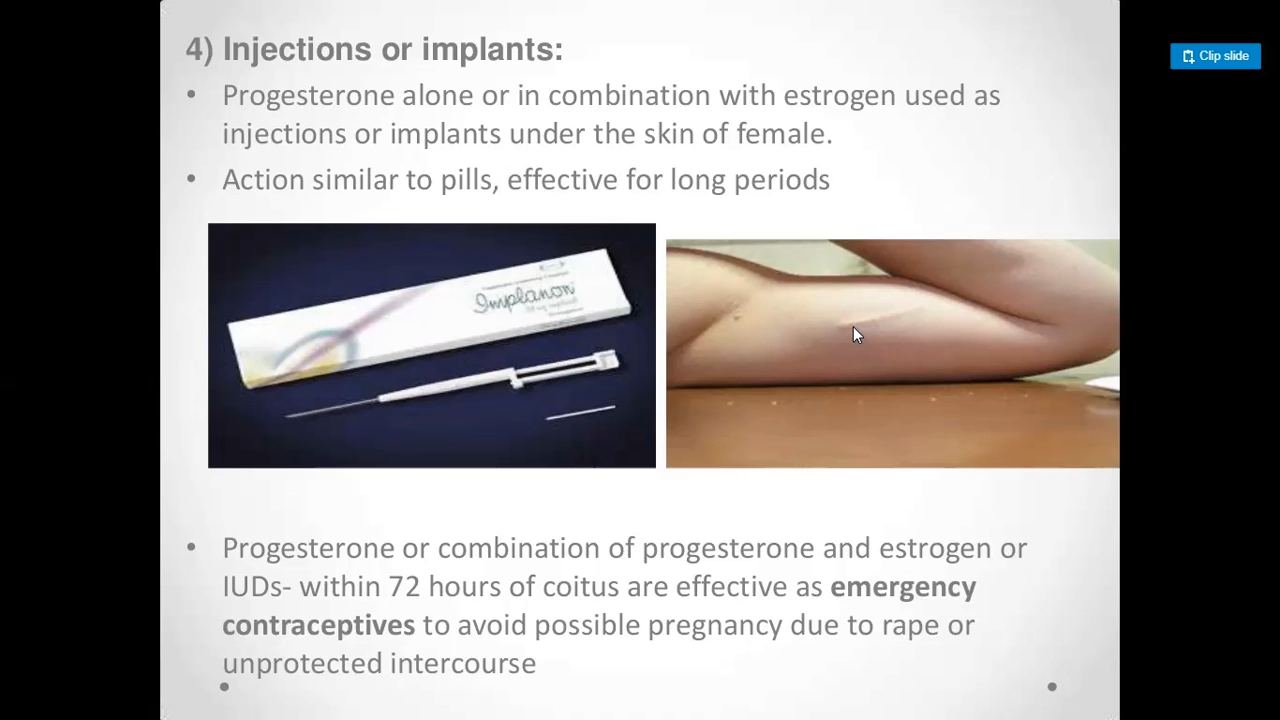 4) Injections or implants:
• Progesterone alone or in combination with estrogen used as
injections or implants under the skin of female.
• Action similar to pills, effective for long periods
Implanon
• Progesterone or combination of progesterone and estrogen or
IUDs- within 72 hours of coitus are effective as emergency
contraceptives to avoid possible pregnancy due to rape or
unprotected intercourse
Clip slide